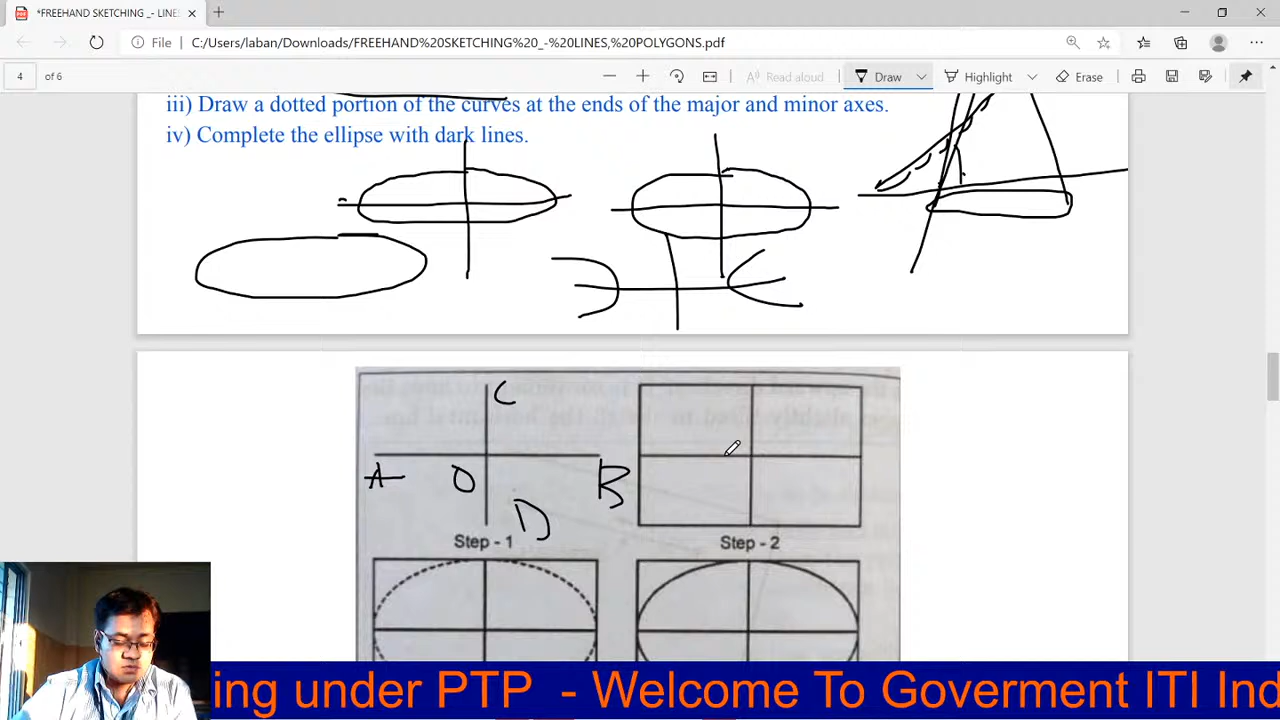 *FREEHAND SKETCHING _- LINE
File C:/Users/laban/Downloads/FREEHAND%20SKETCHING%20_-%20LINES,%20POLYGONS.pdf
4 of 6
Read aloud Draw Highlight Erase
iii) Draw a dotted portion of the curves at the ends of the major and minor axes.
iv) Complete the ellipse with dark lines.
C
A O B
D
Step - 1 Step - 2
ing under PTP - Welcome To Goverment ITI Ind